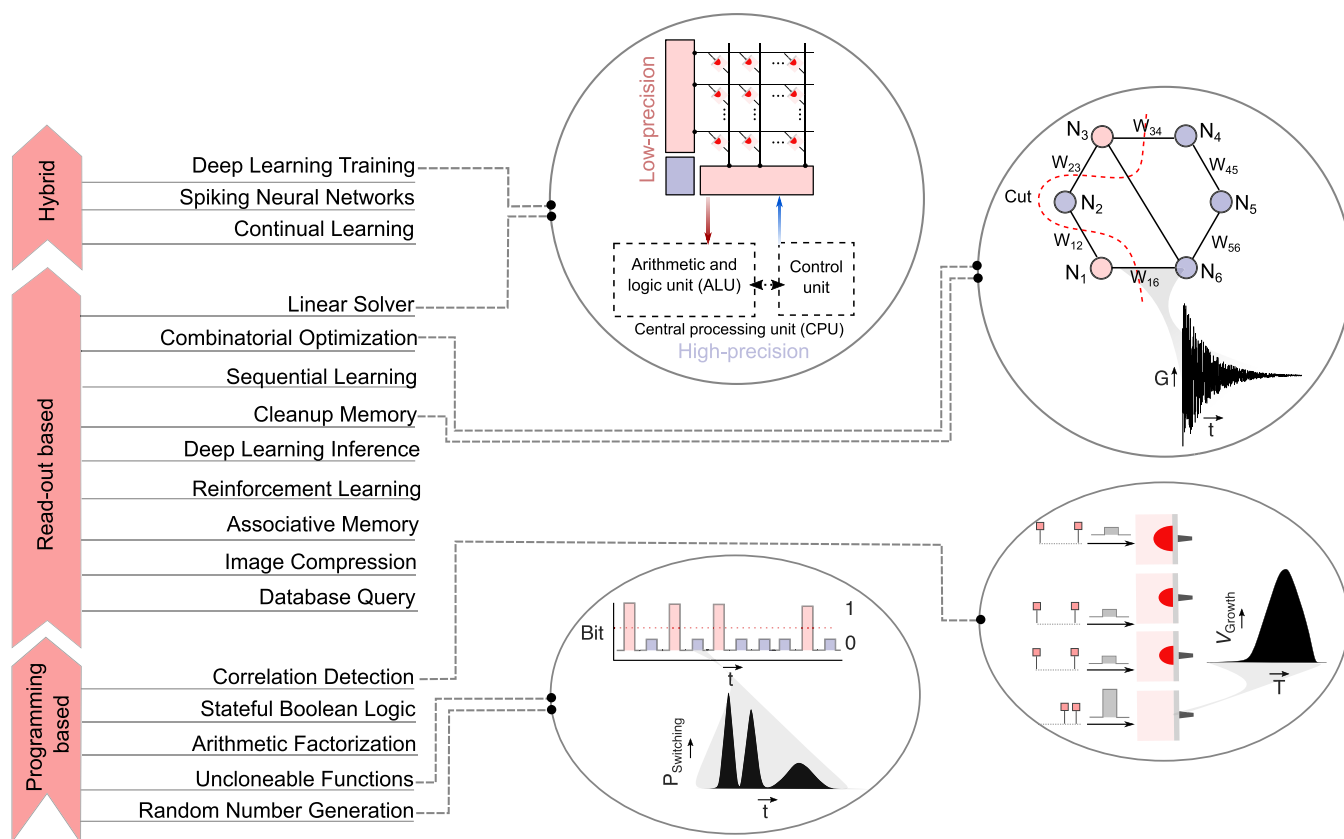 Hybrid
Deep Learning Training
Spiking Neural Networks
Continual Learning
Read-out based
Linear Solver
Combinatorial Optimization
Sequential Learning
Cleanup Memory
Deep Learning Inference
Reinforcement Learning
Associative Memory
Image Compression
Database Query
Programming
based
Correlation Detection
Stateful Boolean Logic
Arithmetic Factorization
Uncloneable Functions
Random Number Generation
Low-precision
Arithmetic and
logic unit (ALU)
Control
unit
Central processing unit (CPU)
High-precision
N3
W34
N4
W23
W45
Cut
N2
N5
W12
W56
N1
W16
N6
G
t
Bit
1
0
t
PSwitching
t
VGrowth
T